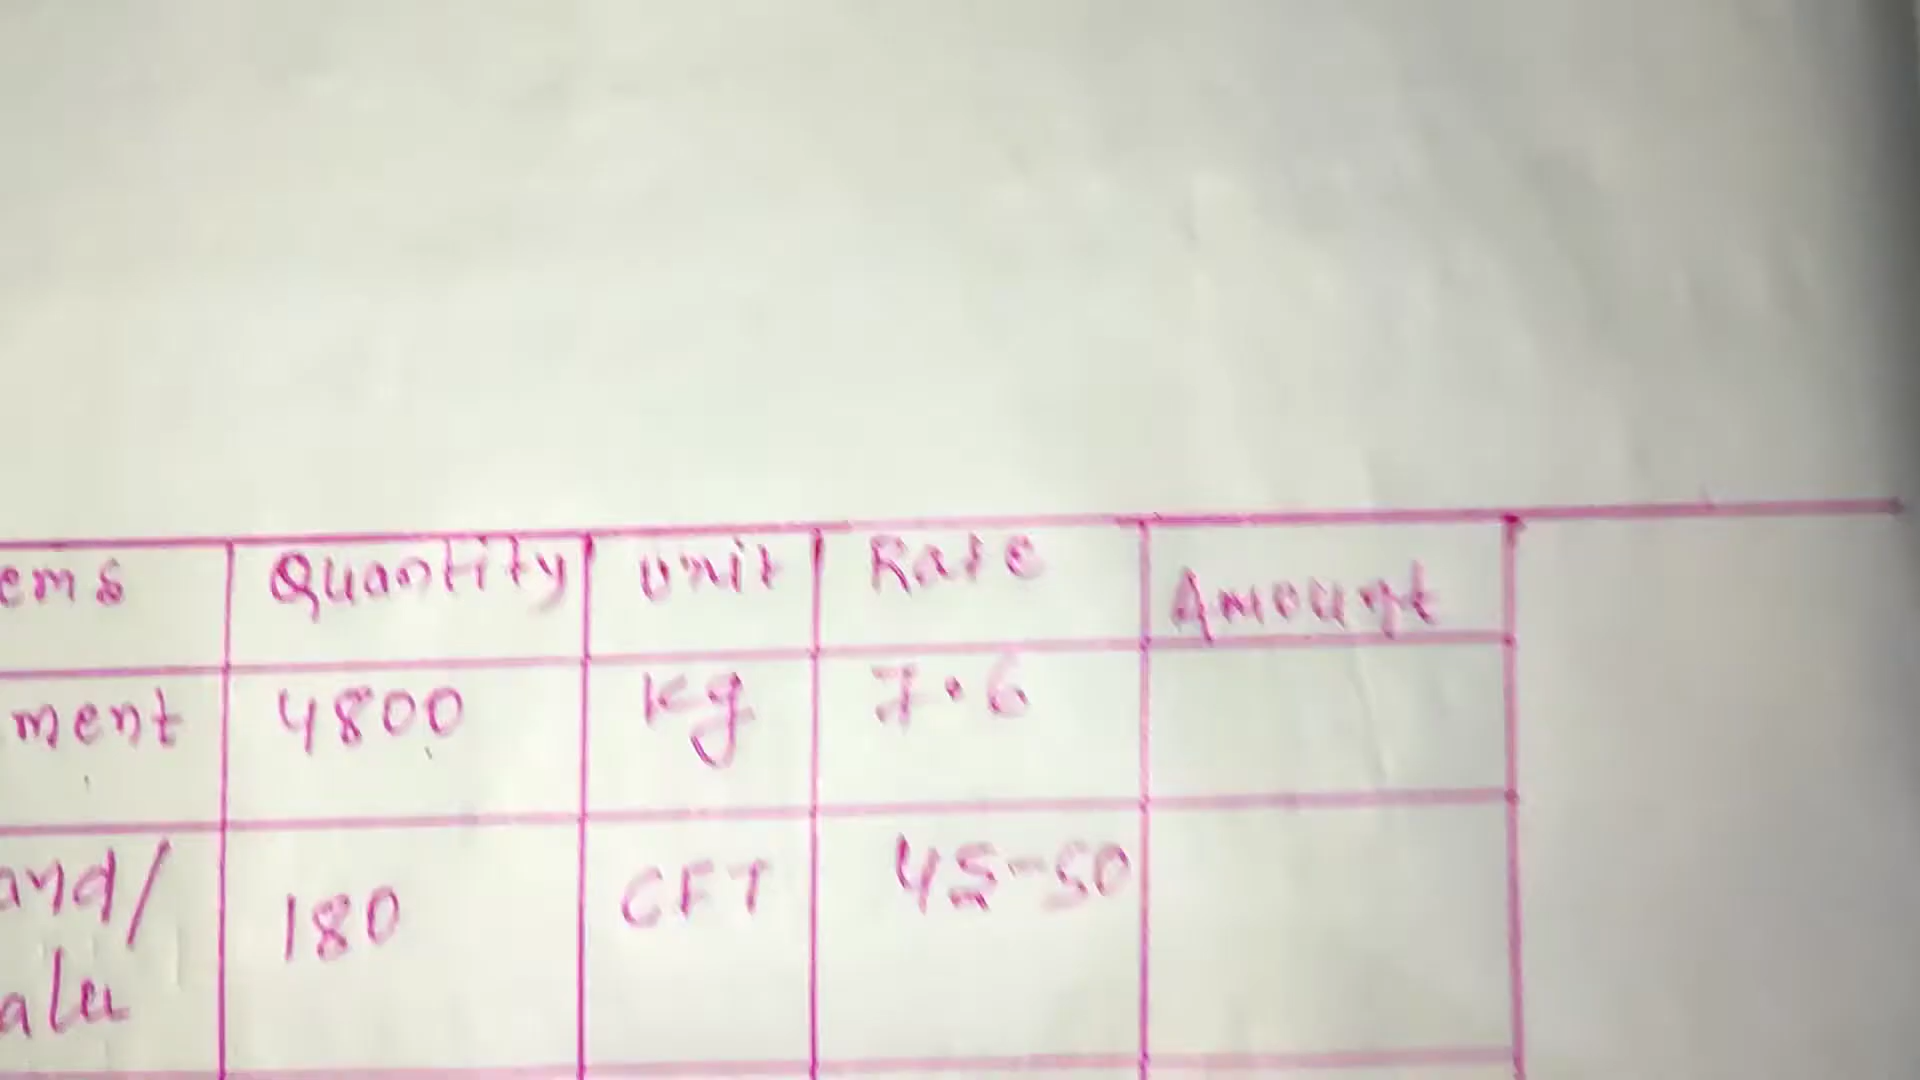 ems Quantity Unit Rate Amount
ment 4800 Kg 7.6
and/ 180 CFT 45-50
alu